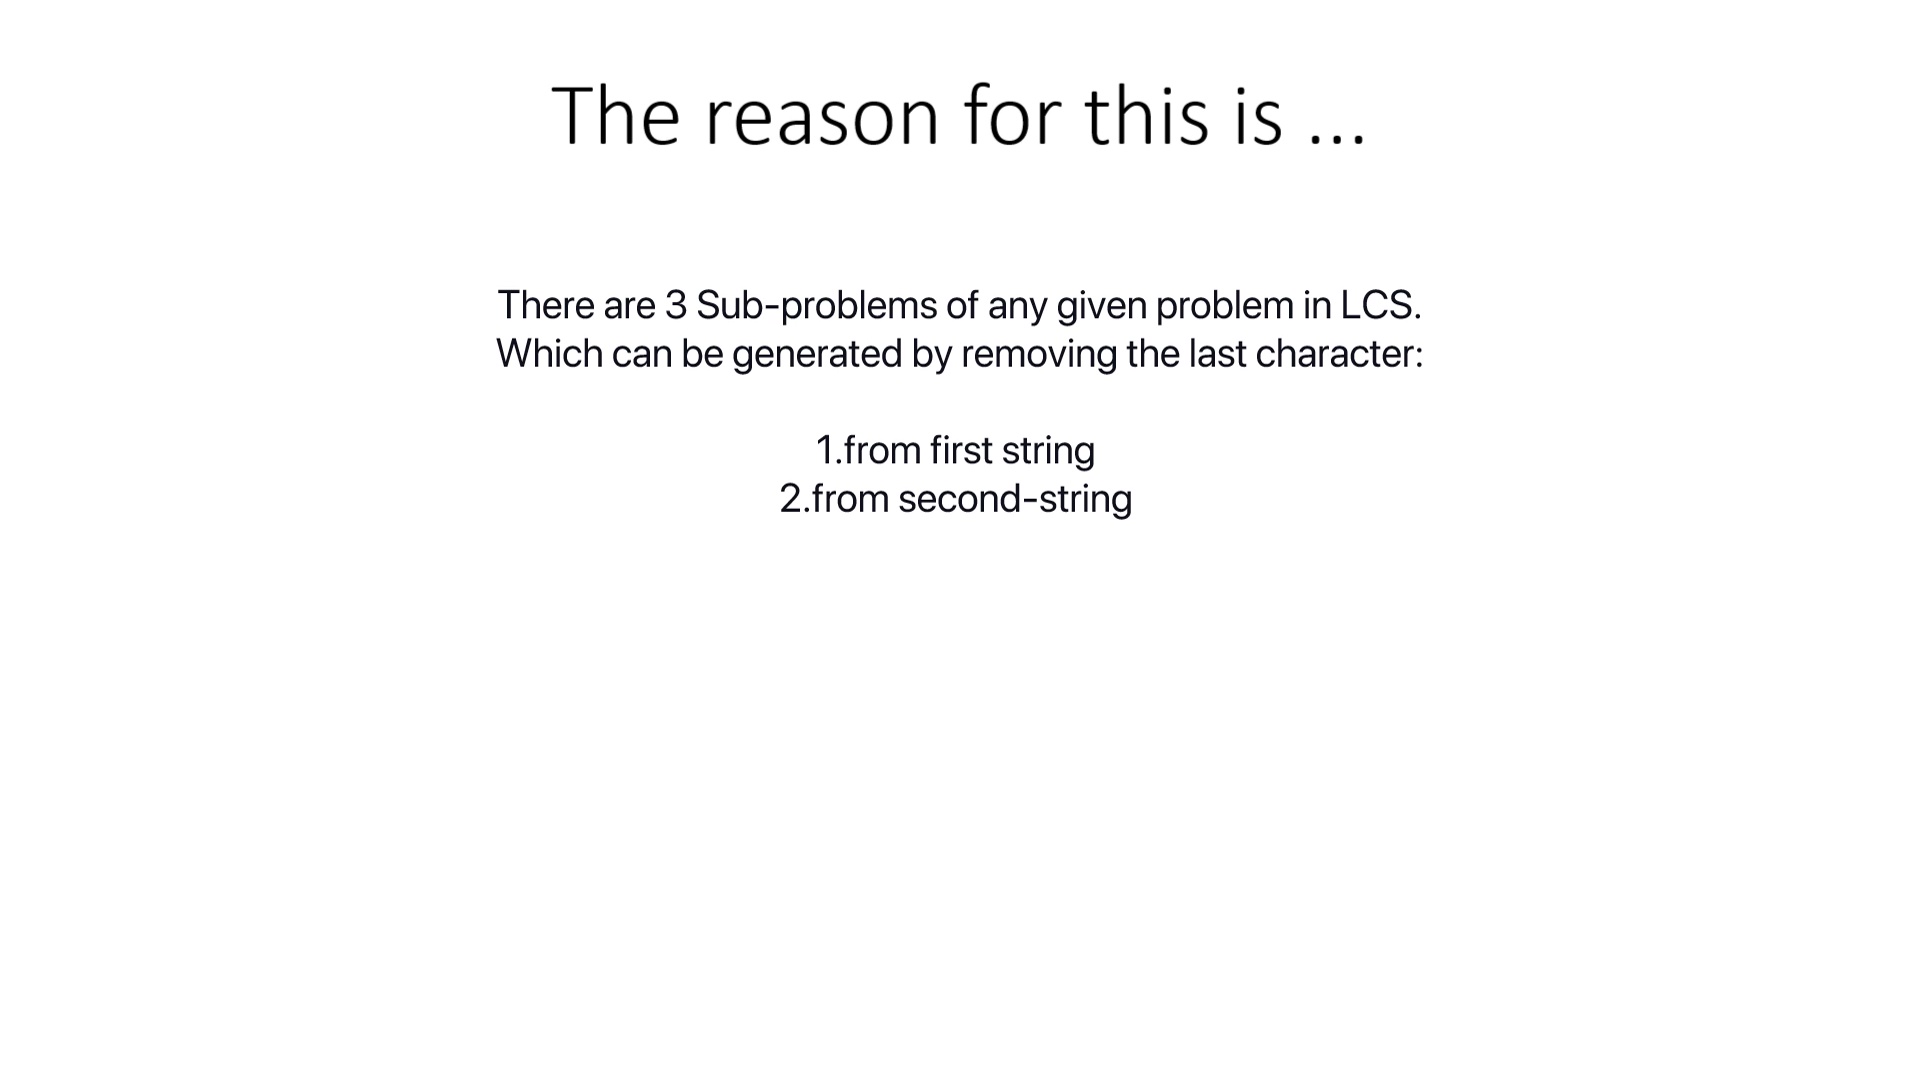 The reason for this is ...
There are 3 Sub-problems of any given problem in LCS.
Which can be generated by removing the last character:
1.from first string
2.from second-string